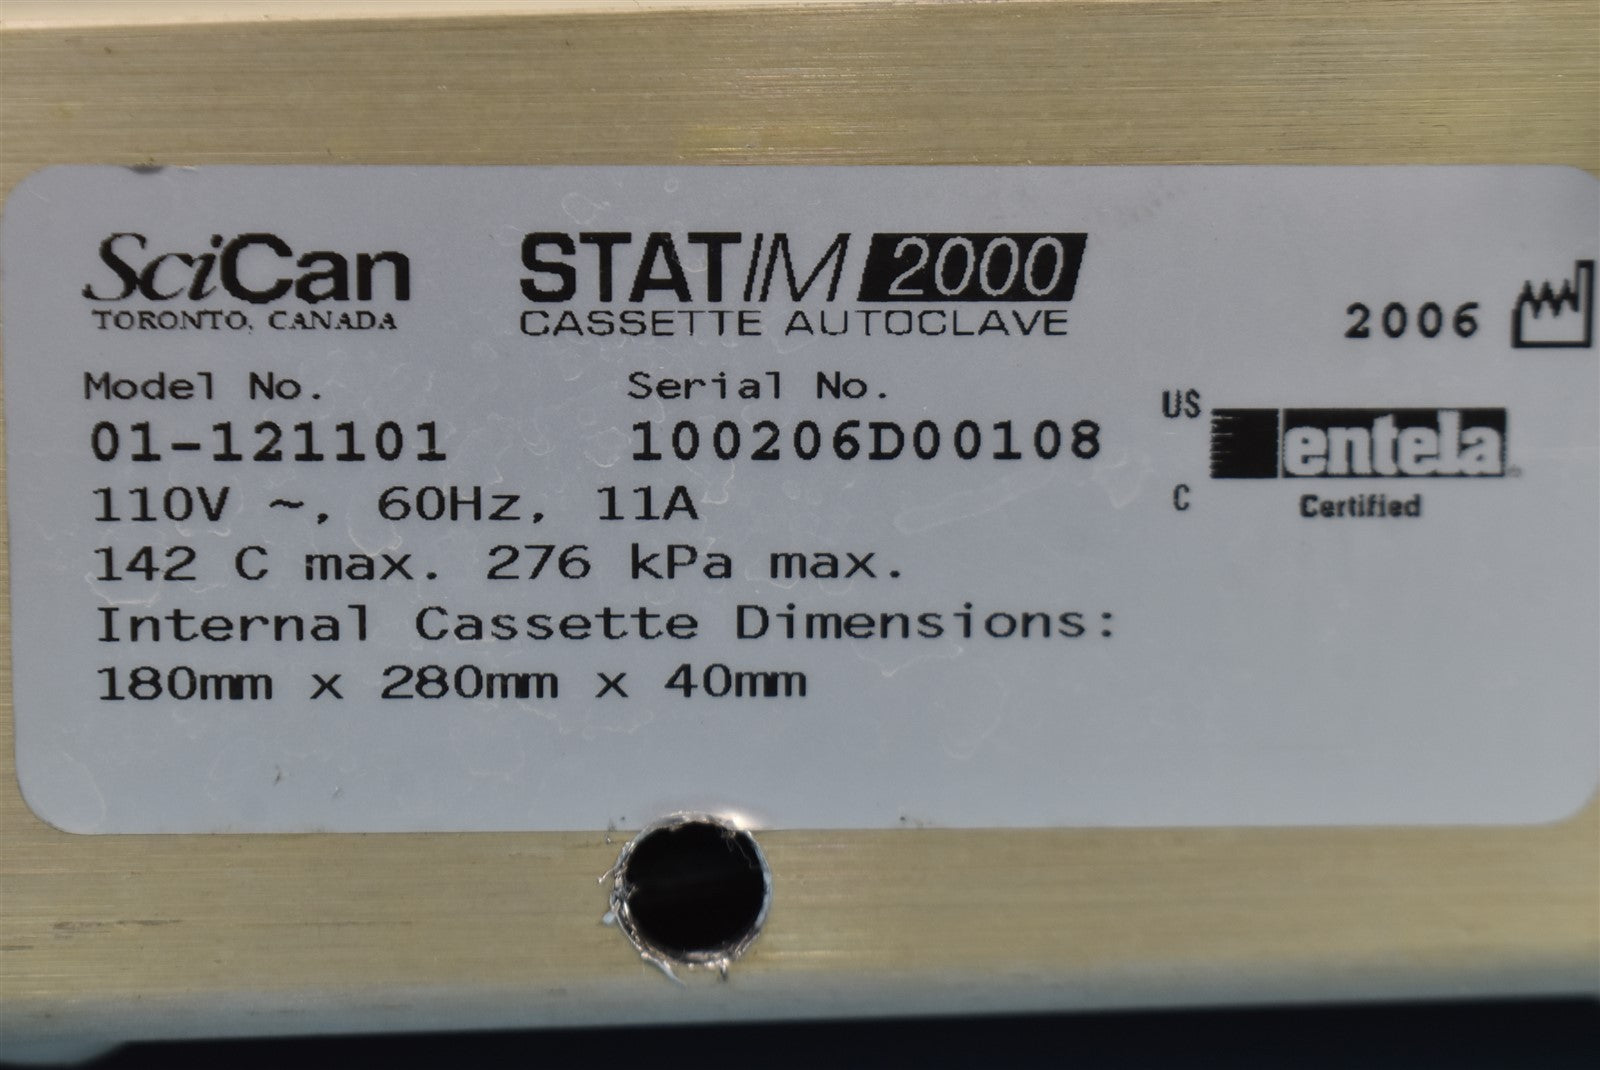 SciCan STATIM 2000
TORONTO, CANADA CASSETTE AUTOCLAVE 2006
Model No. Serial No. US
01-121101 100206D00108 entela
110V ~, 60Hz, 11A C Certified
142 C max. 276 kPa max.
Internal Cassette Dimensions:
180mm x 280mm x 40mm